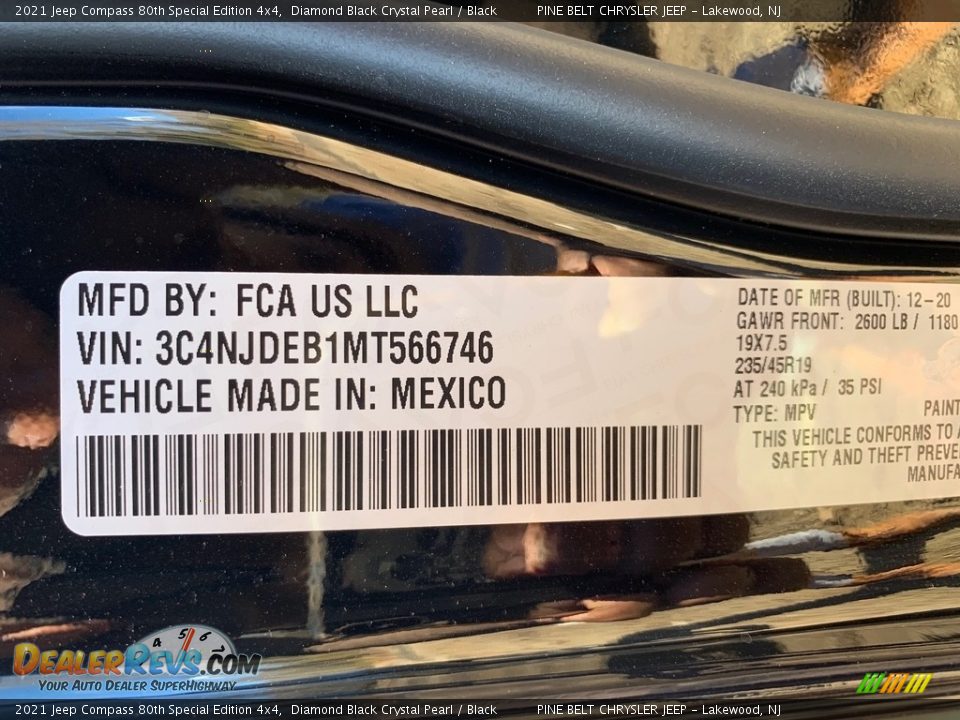 2021 Jeep Compass 80th Special Edition 4x4, Diamond Black Crystal Pearl / Black PINE BELT CHRYSLER JEEP - Lakewood, NJ
MFD BY: FCA US LLC
VIN: 3C4NJDEB1MT566746
VEHICLE MADE IN: MEXICO
DATE OF MFR (BUILT): 12-20
GAWR FRONT: 2600 LB / 1180
19X7.5
235/45R19
AT 240 kPa / 35 PSI
TYPE: MPV PAINT
THIS VEHICLE CONFORMS TO A
SAFETY AND THEFT PREVE
MANUFA
4 5 6
DEALERREVS.COM
YOUR AUTO DEALER SUPERHIGHWAY
2021 Jeep Compass 80th Special Edition 4x4, Diamond Black Crystal Pearl / Black PINE BELT CHRYSLER JEEP - Lakewood, NJ